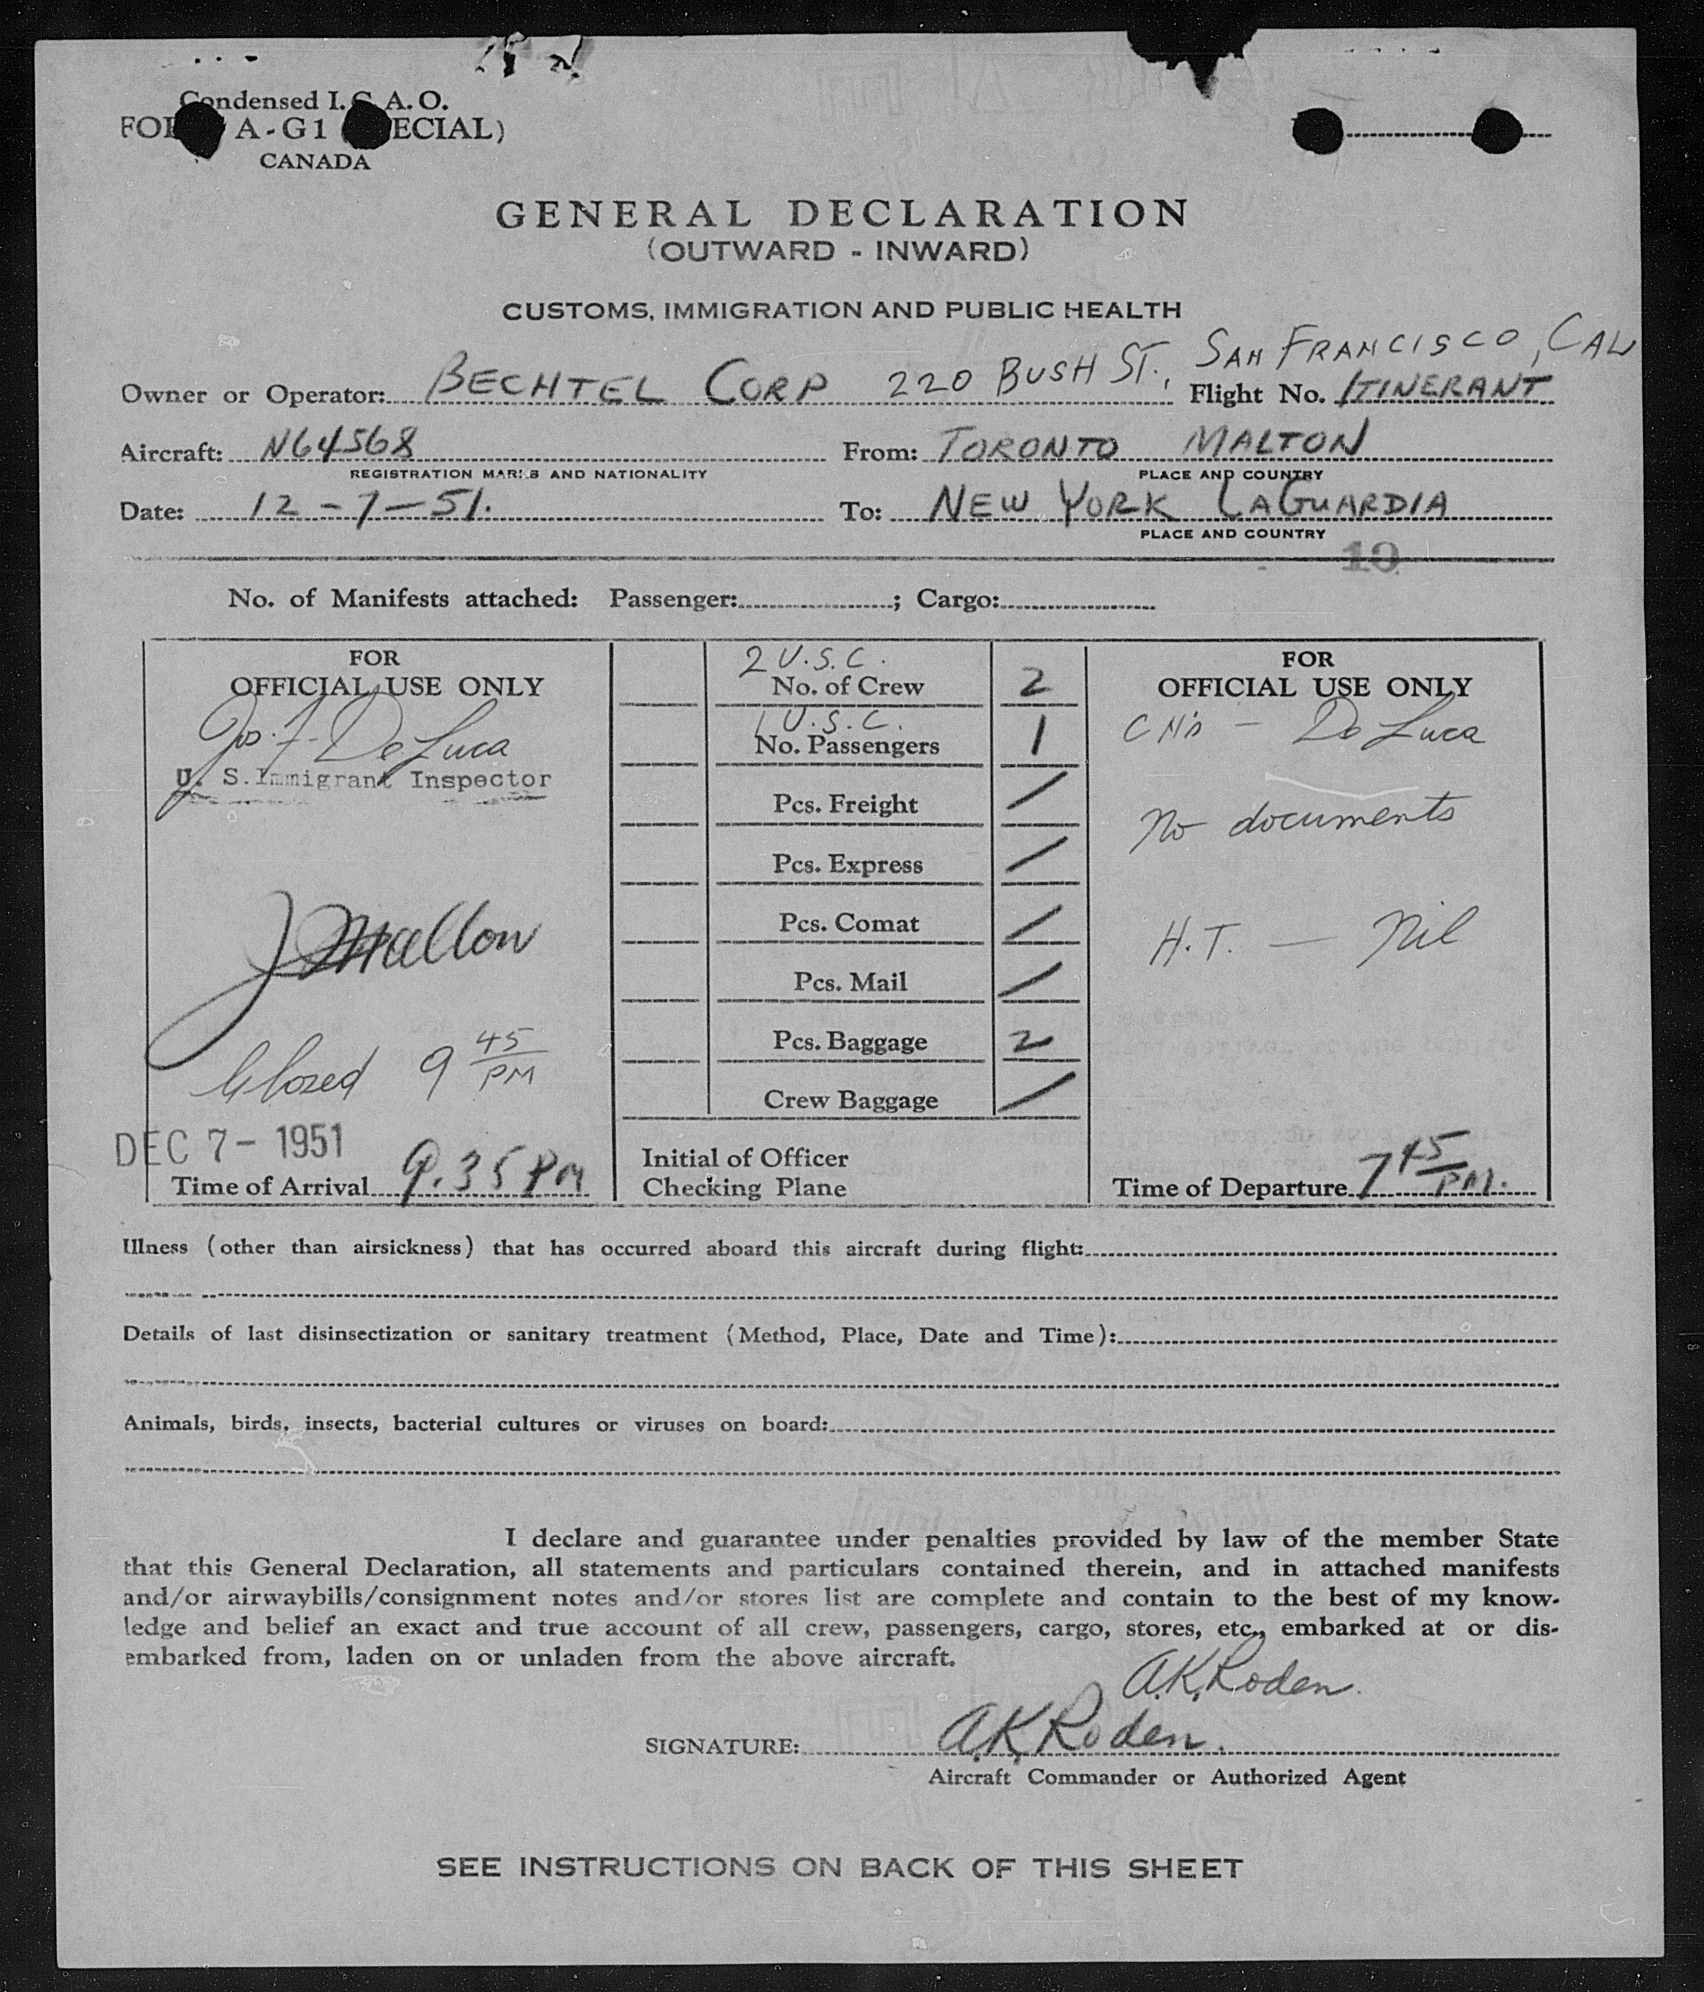 Condensed I. C. A. O.
A-G1 ECIAL)
CANADA
GENERAL DECLARATION
(OUTWARD - INWARD)
CUSTOMS, IMMIGRATION AND PUBLIC HEALTH
Owner or Operator: BECHTEL CORP 220 BUSH ST., SAN FRANCISCO, CAL
Flight No. ITINERANT
Aircraft: N64568 From: TORONTO MALTON
REGISTRATION MARKS AND NATIONALITY PLACE AND COUNTRY
Date: 12-7-51. To: NEW YORK LAGUARDIA
PLACE AND COUNTRY
10
No. of Manifests attached: Passenger: ; Cargo:
FOR
OFFICIAL USE ONLY
Jos. F. De Luca
U. S. Immigrant Inspector
J Mallon
Closed 9 45 PM
DEC 7 - 1951
Time of Arrival 9.35 PM
2 U.S.C.
No. of Crew 2
1 U.S.C.
No. Passengers 1
Pcs. Freight /
Pcs. Express /
Pcs. Comat /
Pcs. Mail /
Pcs. Baggage 2
Crew Baggage /
Initial of Officer
Checking Plane
FOR
OFFICIAL USE ONLY
De Luca
No documents
H.T. — Nil
Time of Departure 7 45 PM.
Illness (other than airsickness) that has occurred aboard this aircraft during flight:
Details of last disinsectization or sanitary treatment (Method, Place, Date and Time):
Animals, birds, insects, bacterial cultures or viruses on board:
I declare and guarantee under penalties provided by law of the member State
that this General Declaration, all statements and particulars contained therein, and in attached manifests
and/or airwaybills/consignment notes and/or stores list are complete and contain to the best of my know-
ledge and belief an exact and true account of all crew, passengers, cargo, stores, etc., embarked at or dis-
embarked from, laden on or unladen from the above aircraft.
A.K. Roden.
SIGNATURE: A.K. Roden.
Aircraft Commander or Authorized Agent
SEE INSTRUCTIONS ON BACK OF THIS SHEET